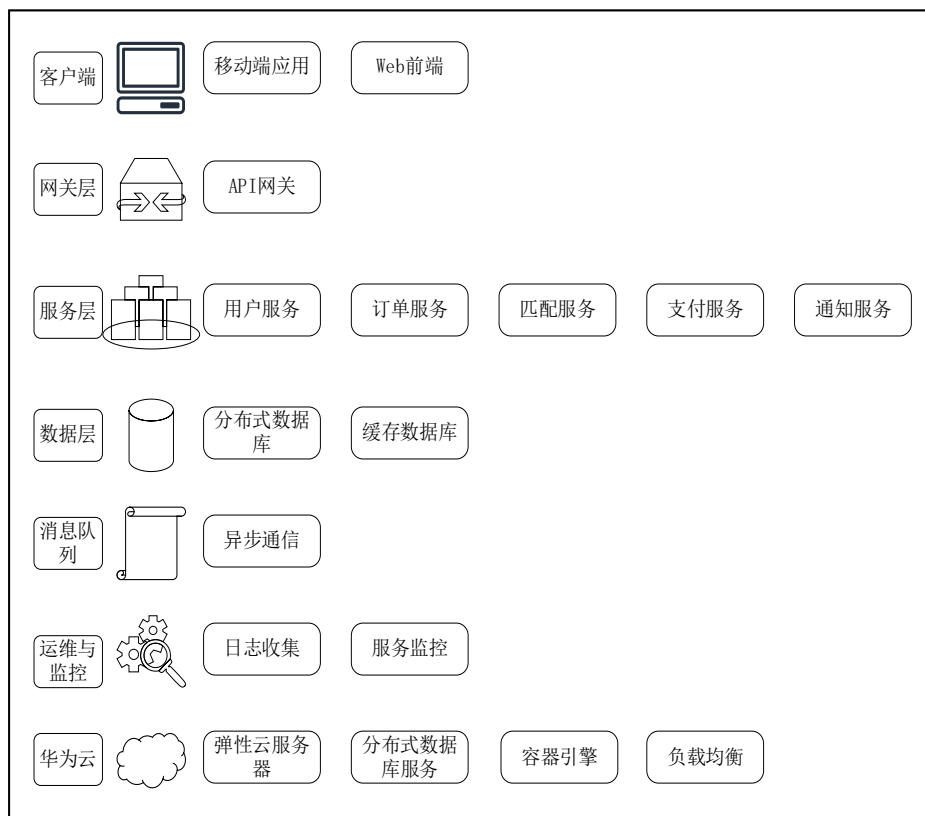 客户端
移动端应用
Web前端
网关层
API网关
服务层
用户服务
订单服务
匹配服务
支付服务
通知服务
数据层
分布式数据
库
缓存数据库
消息队
列
异步通信
运维与
监控
日志收集
服务监控
华为云
弹性云服务
器
分布式数据
库服务
容器引擎
负载均衡